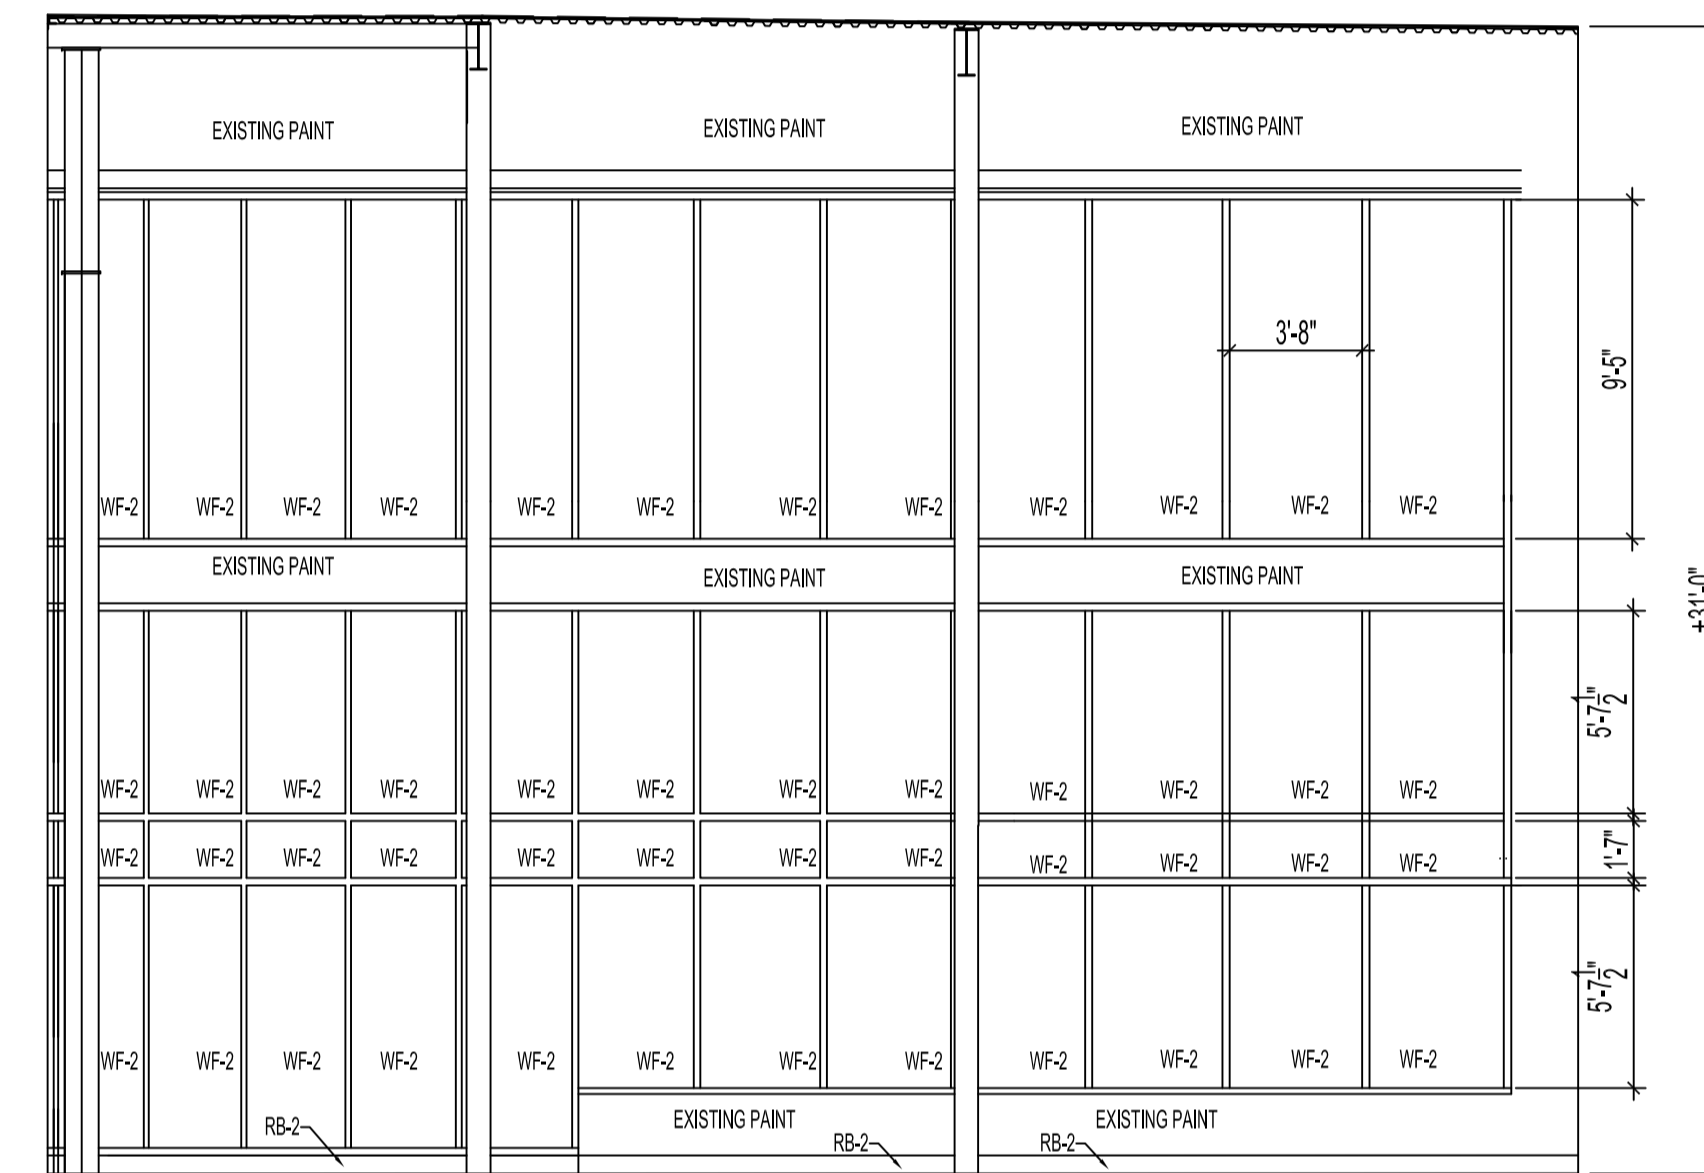 EXISTING PAINT EXISTING PAINT EXISTING PAINT
3'-8"
9'-5"
WF-2 WF-2 WF-2 WF-2 WF-2 WF-2 WF-2 WF-2 WF-2 WF-2 WF-2 WF-2
EXISTING PAINT EXISTING PAINT EXISTING PAINT
+31'-0"
5'-7 1/2"
WF-2 WF-2 WF-2 WF-2 WF-2 WF-2 WF-2 WF-2 WF-2 WF-2 WF-2 WF-2
1'-7"
WF-2 WF-2 WF-2 WF-2 WF-2 WF-2 WF-2 WF-2 WF-2 WF-2 WF-2 WF-2
5'-7 1/2"
WF-2 WF-2 WF-2 WF-2 WF-2 WF-2 WF-2 WF-2 WF-2 WF-2 WF-2 WF-2
EXISTING PAINT EXISTING PAINT
RB-2 RB-2 RB-2